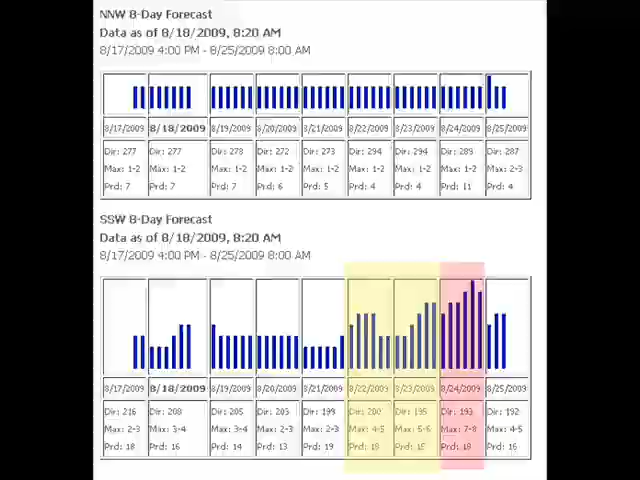 NNW 8-Day Forecast
Data as of 8/18/2009, 8:20 AM
8/17/2009 4:00 PM - 8/25/2009 8:00 AM
8/17/2009 8/18/2009 8/19/2009 8/20/2009 8/21/2009 8/22/2009 8/23/2009 8/24/2009 8/25/2009
Dir: 277 Dir: 277 Dir: 278 Dir: 272 Dir: 273 Dir: 294 Dir: 294 Dir: 289 Dir: 287
Max: 1-2 Max: 1-2 Max: 1-2 Max: 1-2 Max: 1-2 Max: 1-2 Max: 1-2 Max: 1-2 Max: 2-3
Prd: 7 Prd: 7 Prd: 7 Prd: 6 Prd: 5 Prd: 4 Prd: 4 Prd: 11 Prd: 4
SSW 8-Day Forecast
Data as of 8/18/2009, 8:20 AM
8/17/2009 4:00 PM - 8/25/2009 8:00 AM
8/17/2009 8/18/2009 8/19/2009 8/20/2009 8/21/2009 8/22/2009 8/23/2009 8/24/2009 8/25/2009
Dir: 216 Dir: 208 Dir: 205 Dir: 203 Dir: 199 Dir: 200 Dir: 195 Dir: 193 Dir: 192
Max: 2-3 Max: 3-4 Max: 3-4 Max: 2-3 Max: 2-3 Max: 4-5 Max: 5-6 Max: 7-8 Max: 4-5
Prd: 18 Prd: 16 Prd: 14 Prd: 13 Prd: 19 Prd: 18 Prd: 15 Prd: 18 Prd: 16